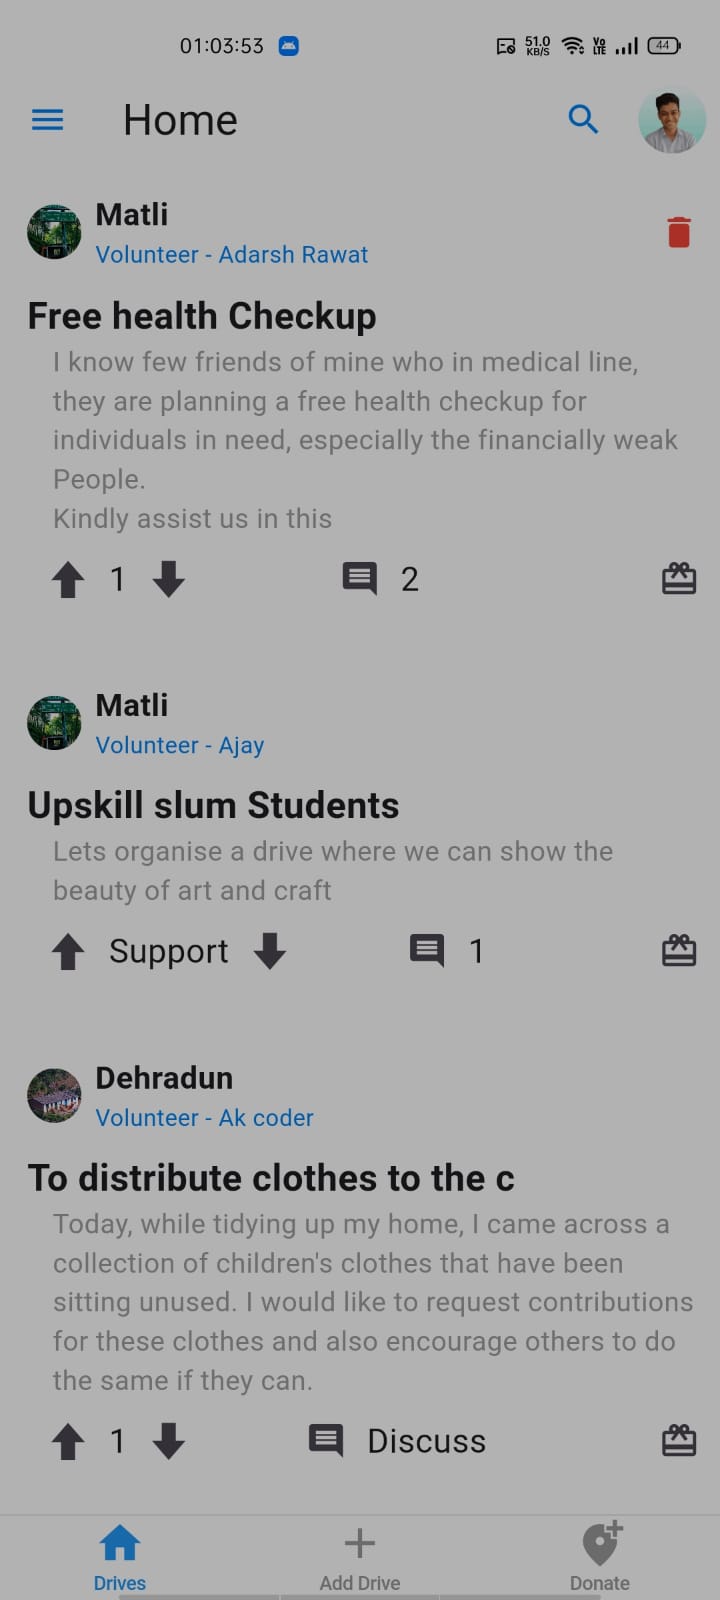 01:03:53
51.0 KB/S
Vo LTE
44
Home
Matli
Volunteer - Adarsh Rawat
Free health Checkup
I know few friends of mine who in medical line,
they are planning a free health checkup for
individuals in need, especially the financially weak
People.
Kindly assist us in this
1
2
Matli
Volunteer - Ajay
Upskill slum Students
Lets organise a drive where we can show the
beauty of art and craft
Support
1
Dehradun
Volunteer - Ak coder
To distribute clothes to the c
Today, while tidying up my home, I came across a
collection of children's clothes that have been
sitting unused. I would like to request contributions
for these clothes and also encourage others to do
the same if they can.
1
Discuss
Drives
Add Drive
Donate